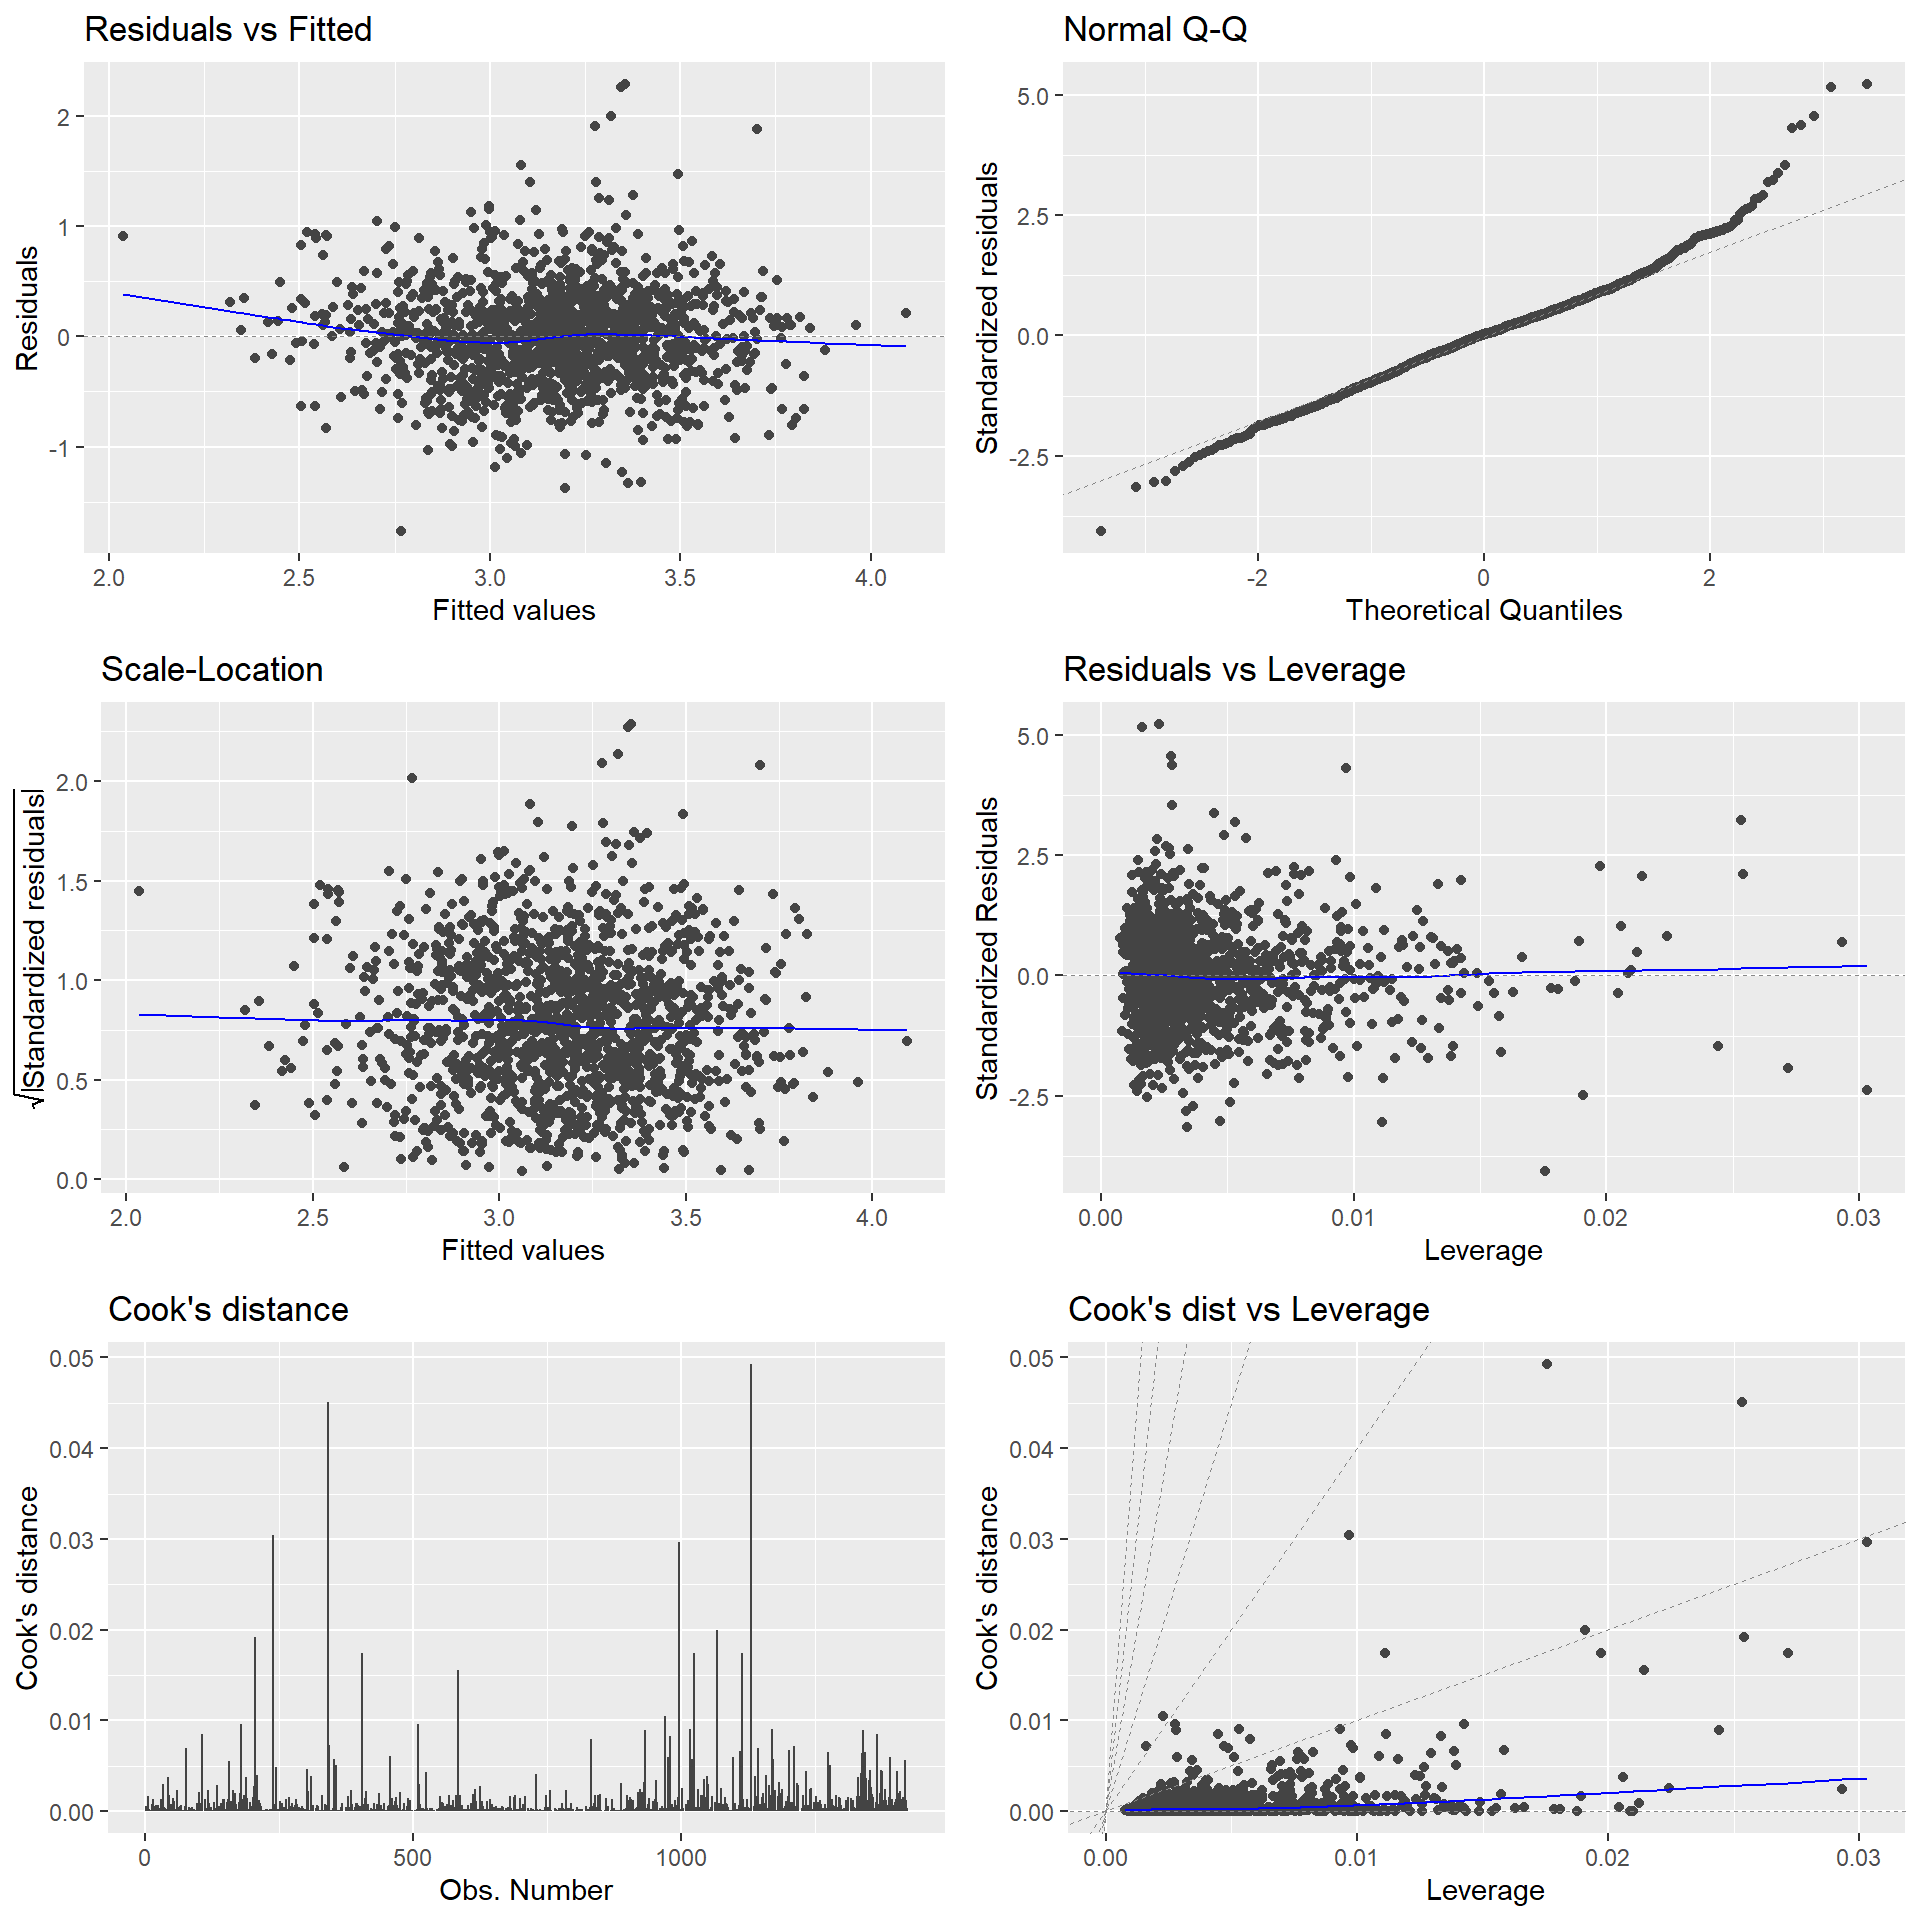 Residuals vs Fitted
2
1
0
-1
Residuals
2.0 2.5 3.0 3.5 4.0
Fitted values
Normal Q-Q
5.0
2.5
0.0
-2.5
Standardized residuals
-2 0 2
Theoretical Quantiles
Scale-Location
2.0
1.5
1.0
0.5
0.0
√|Standardized residuals|
2.0 2.5 3.0 3.5 4.0
Fitted values
Residuals vs Leverage
5.0
2.5
0.0
-2.5
Standardized Residuals
0.00 0.01 0.02 0.03
Leverage
Cook's distance
0.05
0.04
0.03
0.02
0.01
0.00
Cook's distance
0 500 1000
Obs. Number
Cook's dist vs Leverage
0.05
0.04
0.03
0.02
0.01
0.00
Cook's distance
0.00 0.01 0.02 0.03
Leverage